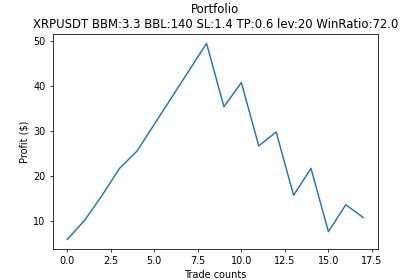 Portfolio
XRPUSDT BBM:3.3 BBL:140 SL:1.4 TP:0.6 lev:20 WinRatio:72.0
50
40
30
20
10
Profit ($)
0.0 2.5 5.0 7.5 10.0 12.5 15.0 17.5
Trade counts